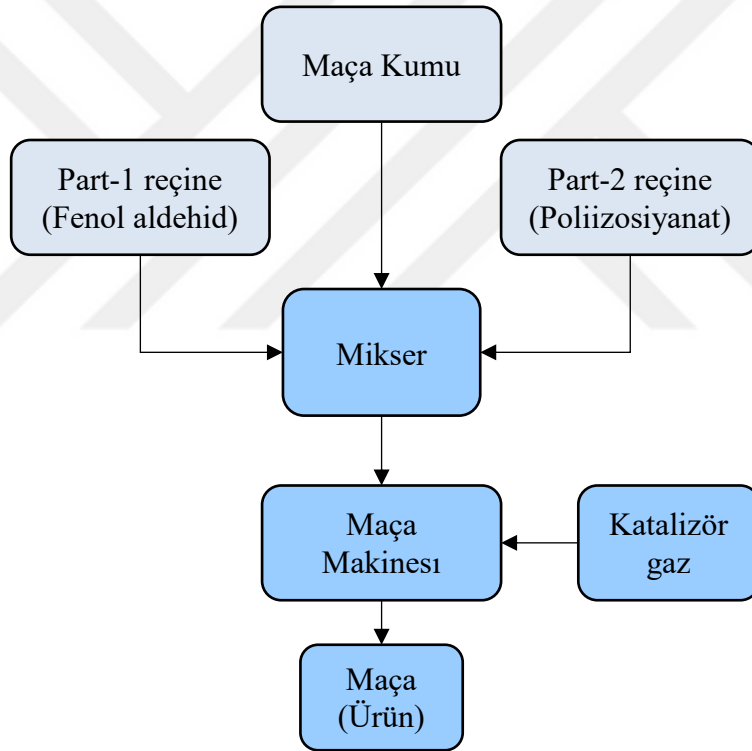 Maça Kumu
Part-1 reçine
(Fenol aldehid)
Part-2 reçine
(Poliizosiyanat)
Mikser
Maça
Makinesı
Katalizör
gaz
Maça
(Ürün)